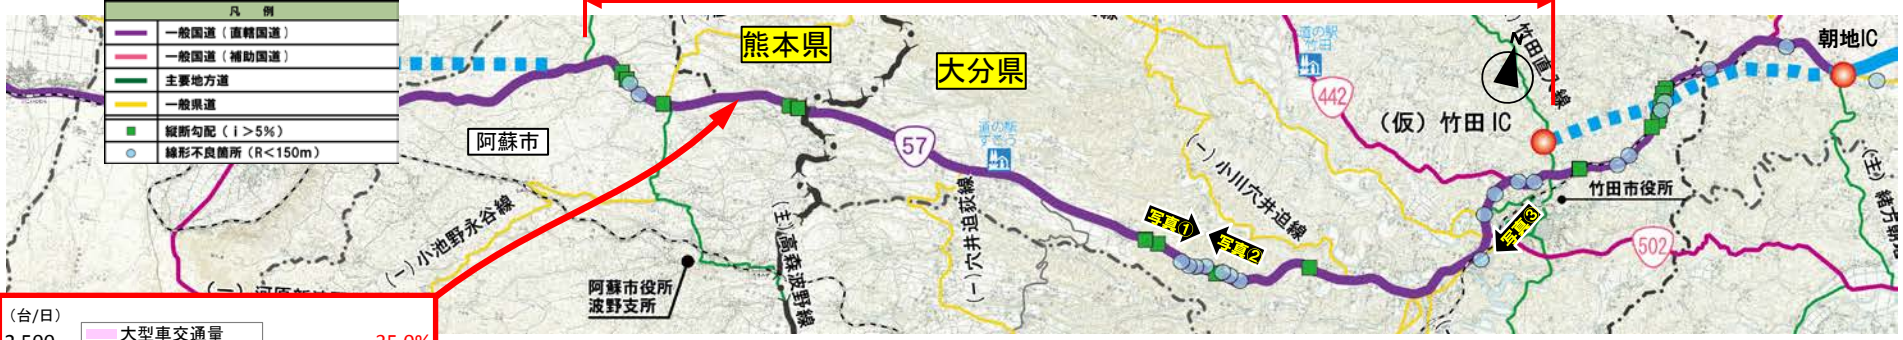 凡 例
一般国道（直轄国道）
一般国道（補助国道）
主要地方道
一般県道
縦断勾配（ｉ＞5％）
線形不良箇所（R＜150m）
熊本県
大分県
阿蘇市
57
道の駅
すごう
道の駅
竹田
442
N
（仮）竹田 IC
朝地IC
竹田市役所
502
(一)小川穴井迫線
(一)穴井迫荻線
(主)高森波野線
(一)小池野永谷線
阿蘇市役所
波野支所
写真①
写真②
写真③
（台/日）
大型車交通量